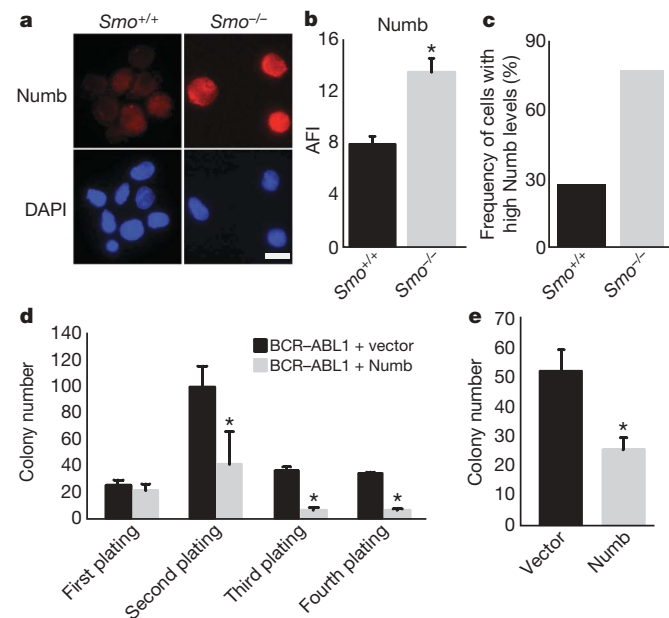 a
Smo+/+
Smo−/−
Numb
DAPI
b
Numb
AFI
16
12
8
4
0
*
Smo+/+
Smo−/−
c
Frequency of cells with
high Numb levels (%)
90
60
30
0
Smo+/+
Smo−/−
d
Colony number
140
120
100
80
60
40
20
0
BCR–ABL1 + vector
BCR–ABL1 + Numb
*
*
*
First plating
Second plating
Third plating
Fourth plating
e
Colony number
70
60
50
40
30
20
10
0
*
Vector
Numb